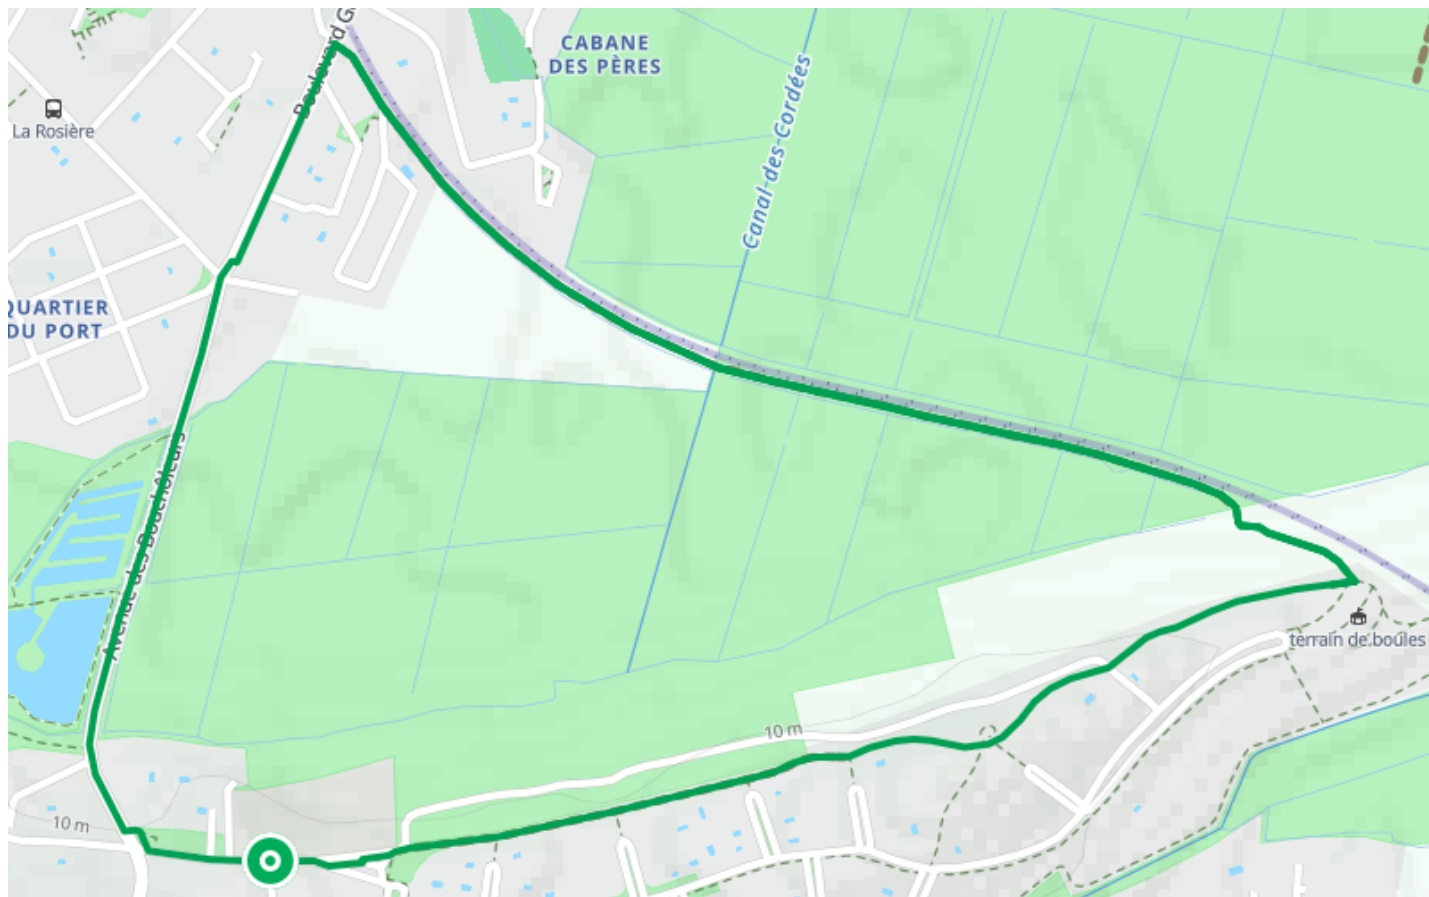 Boulevard G
CABANE
DES PÈRES
Canal-des-Cordées
La Rosière
QUARTIER
DU PORT
Avenue des Bouchôleurs
terrain de boules
10 m
10 m